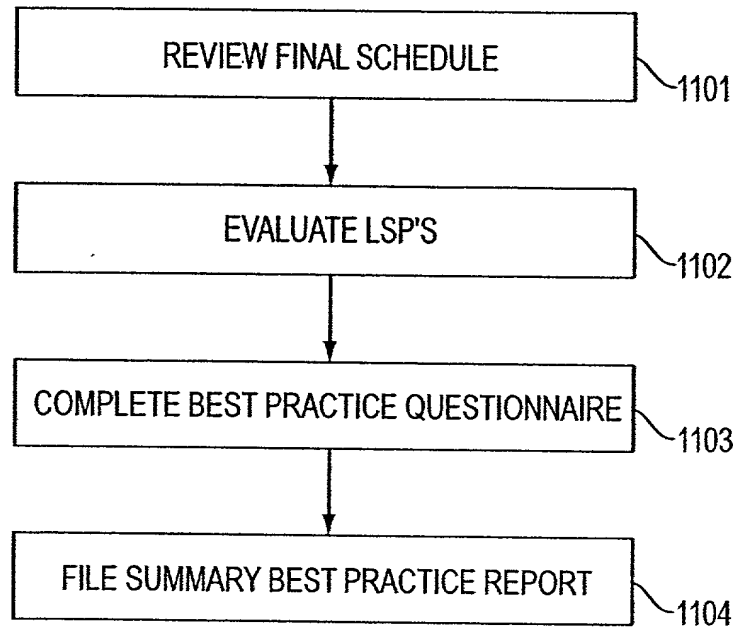 REVIEW FINAL SCHEDULE
1101
EVALUATE LSP'S
1102
COMPLETE BEST PRACTICE QUESTIONNAIRE
1103
FILE SUMMARY BEST PRACTICE REPORT
1104